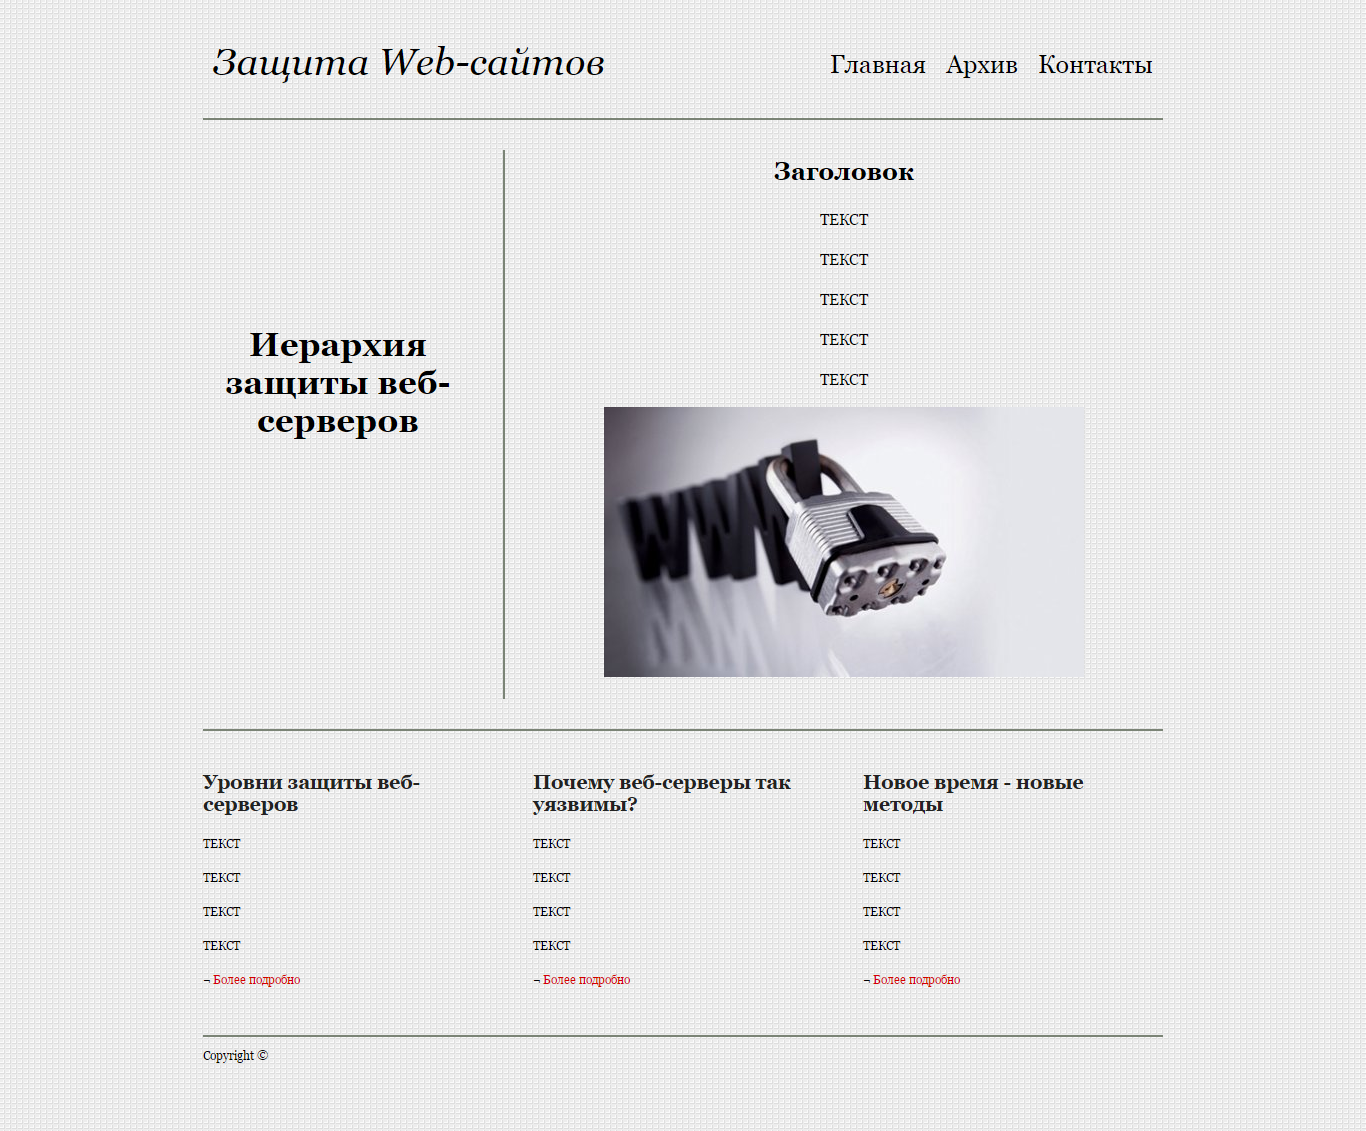 Защита Web-сайтов
Главная Архив Контакты
Иерархия
защиты веб-
серверов
Заголовок
ТЕКСТ
ТЕКСТ
ТЕКСТ
ТЕКСТ
ТЕКСТ
WWW
Уровни защиты веб-
серверов
ТЕКСТ
ТЕКСТ
ТЕКСТ
ТЕКСТ
¬ Более подробно
Почему веб-серверы так
уязвимы?
ТЕКСТ
ТЕКСТ
ТЕКСТ
ТЕКСТ
¬ Более подробно
Новое время - новые
методы
ТЕКСТ
ТЕКСТ
ТЕКСТ
ТЕКСТ
¬ Более подробно
Copyright ©